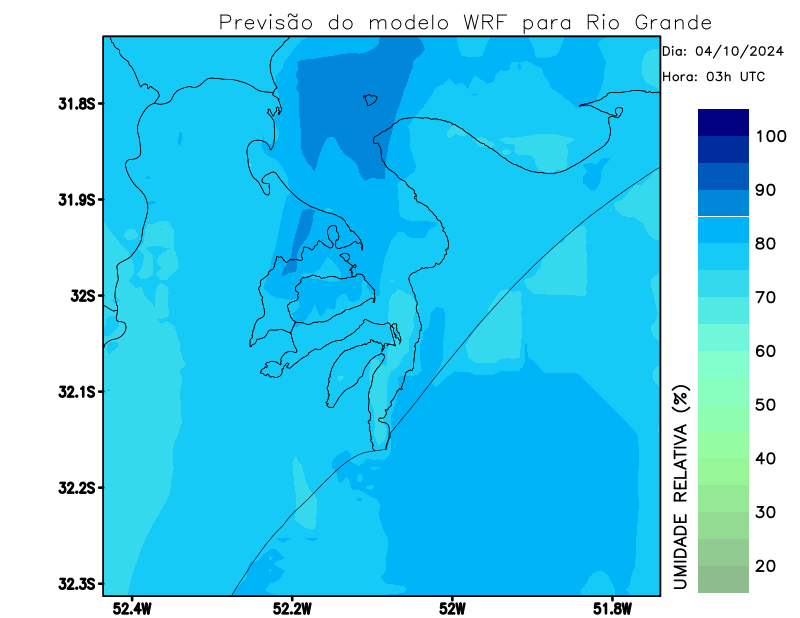 Previsão do modelo WRF para Rio Grande
Dia: 04/10/2024
Hora: 03h UTC
31.8S
31.9S
32S
32.1S
32.2S
32.3S
52.4W
52.2W
52W
51.8W
100
90
80
70
60
50
40
30
20
UMIDADE RELATIVA (%)